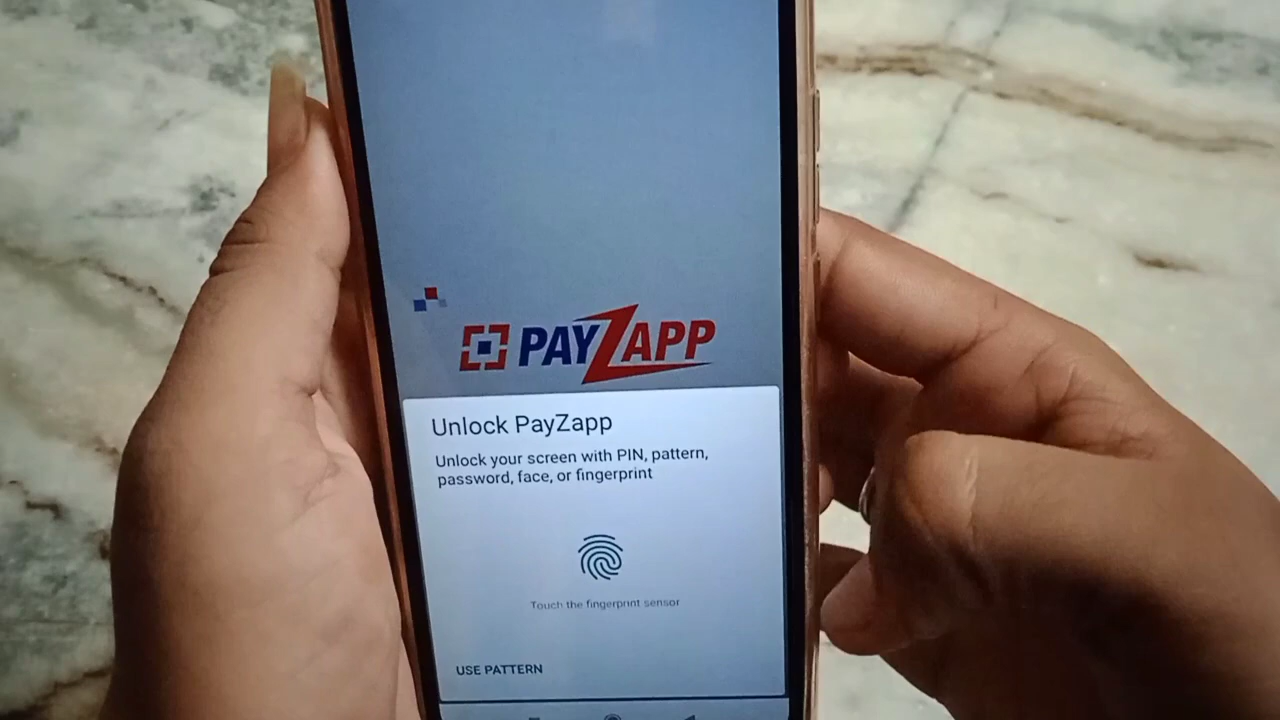 PAYZAPP
Unlock PayZapp
Unlock your screen with PIN, pattern,
password, face, or fingerprint
Touch the fingerprint sensor
USE PATTERN